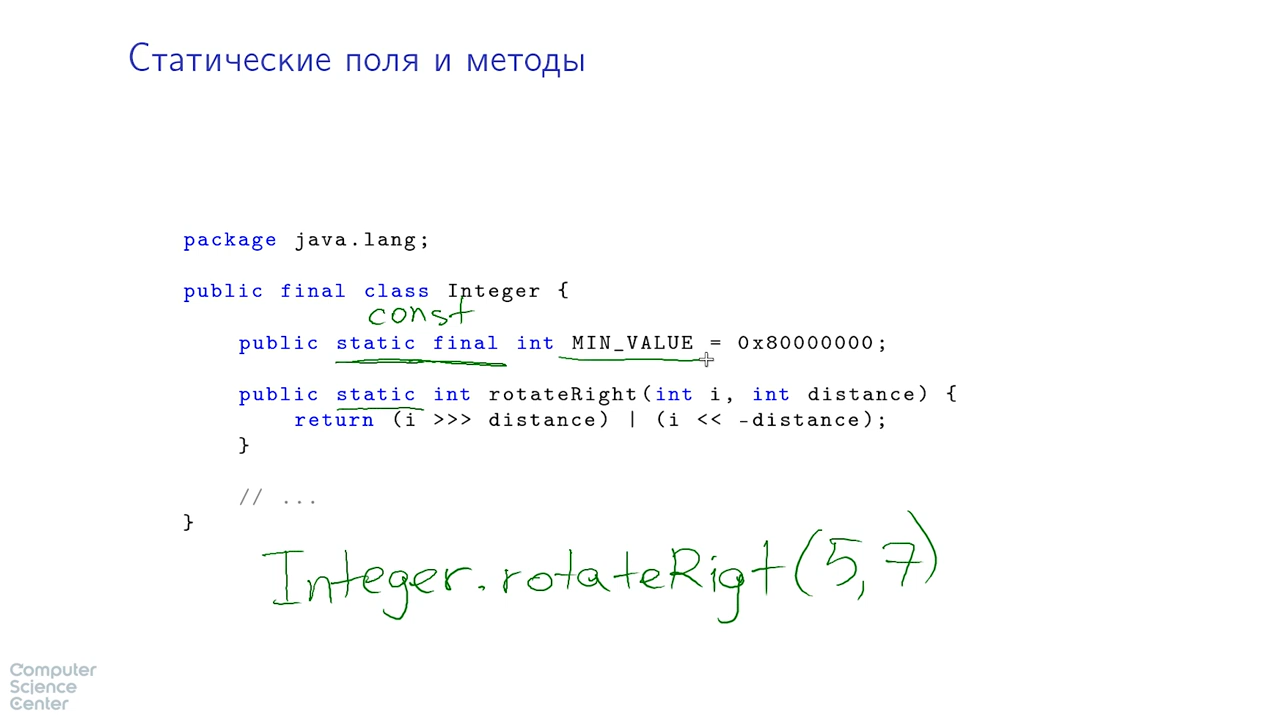 Статические поля и методы
package java.lang;
public final class Integer {
const
public static final int MIN_VALUE = 0x80000000;
public static int rotateRight(int i, int distance) {
return (i >>> distance) | (i << -distance);
}
// ...
}
Integer.rotateRigt(5,7)
Computer
Science
Center